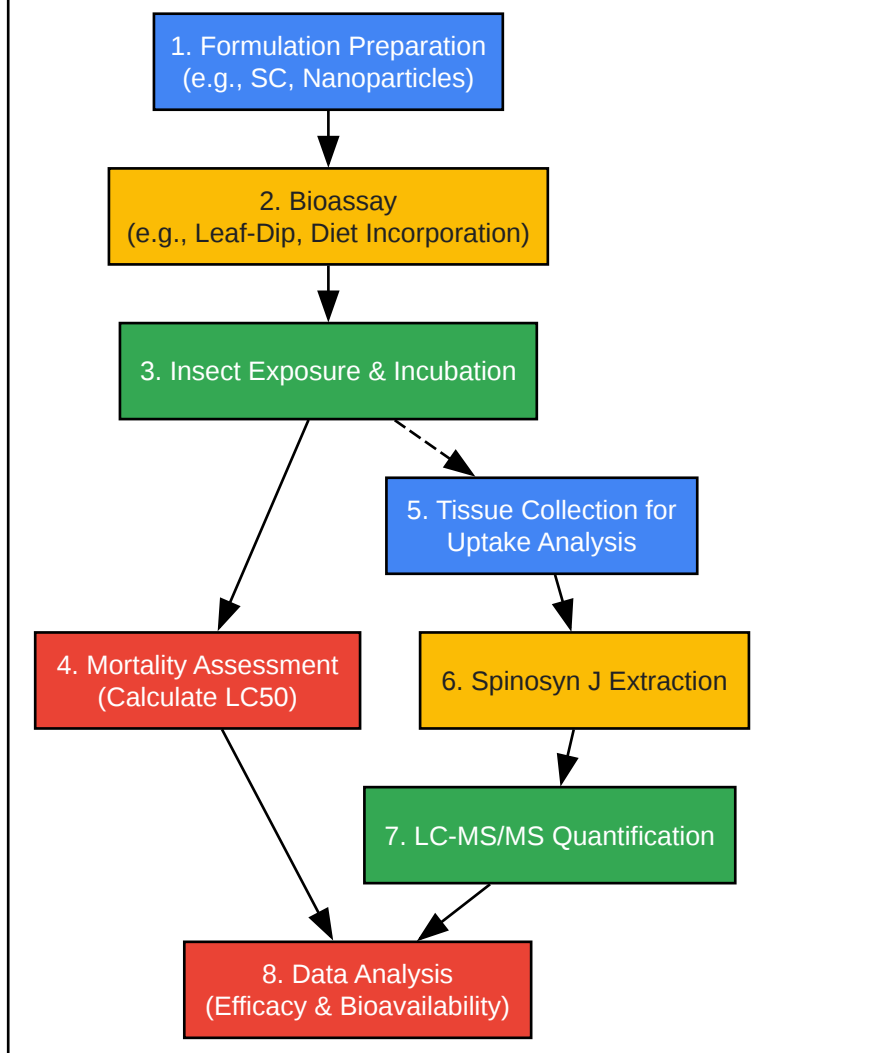 1. Formulation Preparation
(e.g., SC, Nanoparticles)
2. Bioassay
(e.g., Leaf-Dip, Diet Incorporation)
3. Insect Exposure & Incubation
5. Tissue Collection for
Uptake Analysis
4. Mortality Assessment
(Calculate LC50)
6. Spinosyn J Extraction
7. LC-MS/MS Quantification
8. Data Analysis
(Efficacy & Bioavailability)